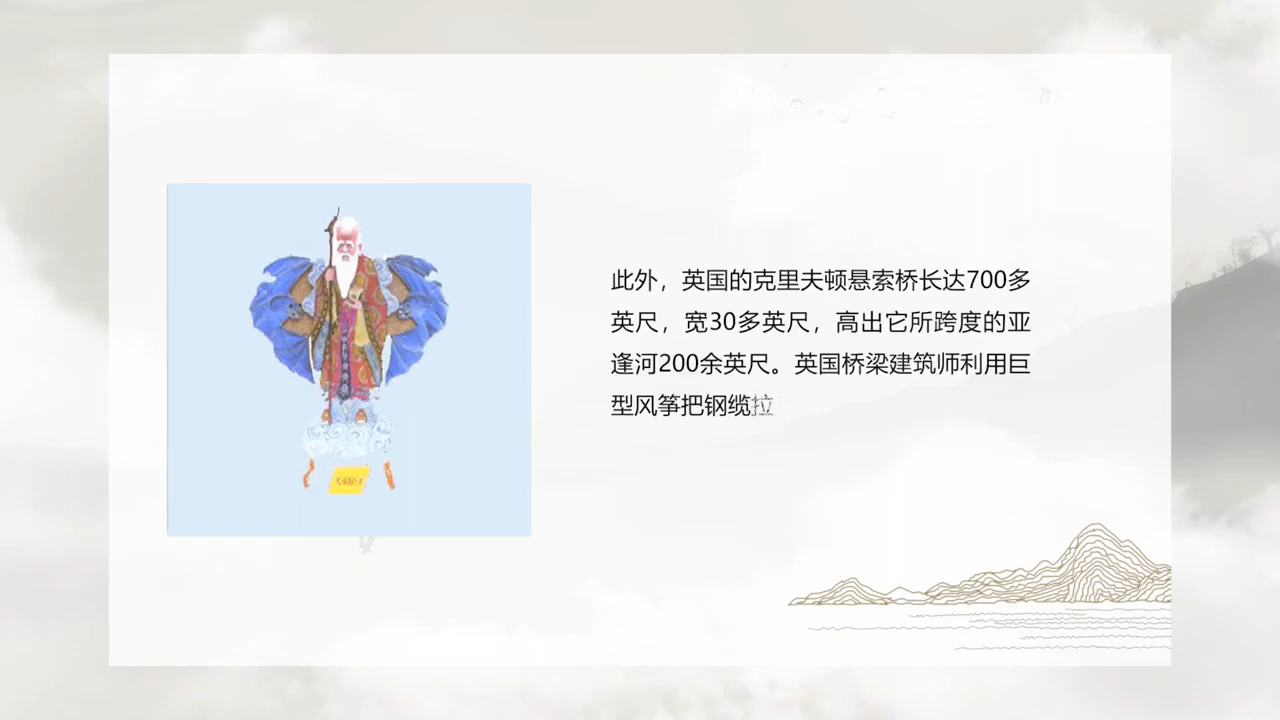 此外，英国的克里夫顿悬索桥长达700多
英尺，宽30多英尺，高出它所跨度的亚
逢河200余英尺。英国桥梁建筑师利用巨
型风筝把钢缆拉